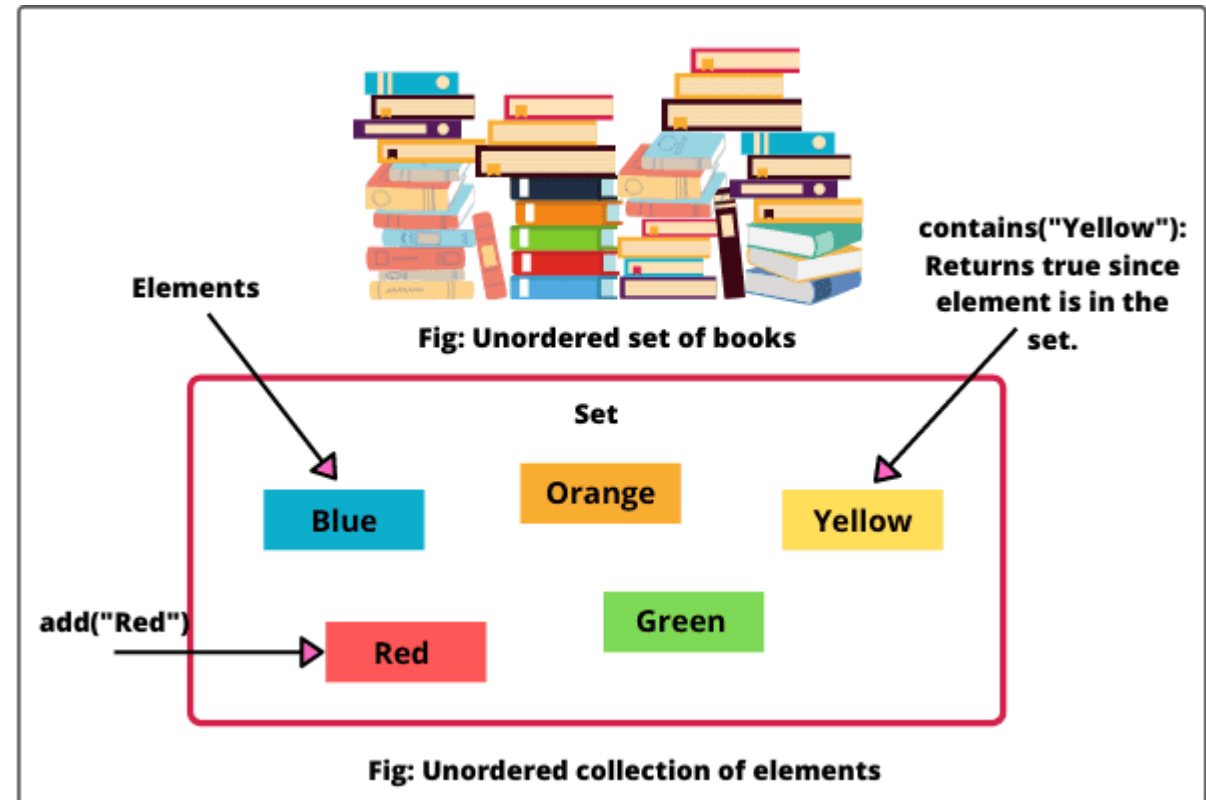 contains("Yellow"):
Returns true since
element is in the
set.
Elements
Fig: Unordered set of books
Set
Blue
Orange
Yellow
add("Red")
Red
Green
Fig: Unordered collection of elements